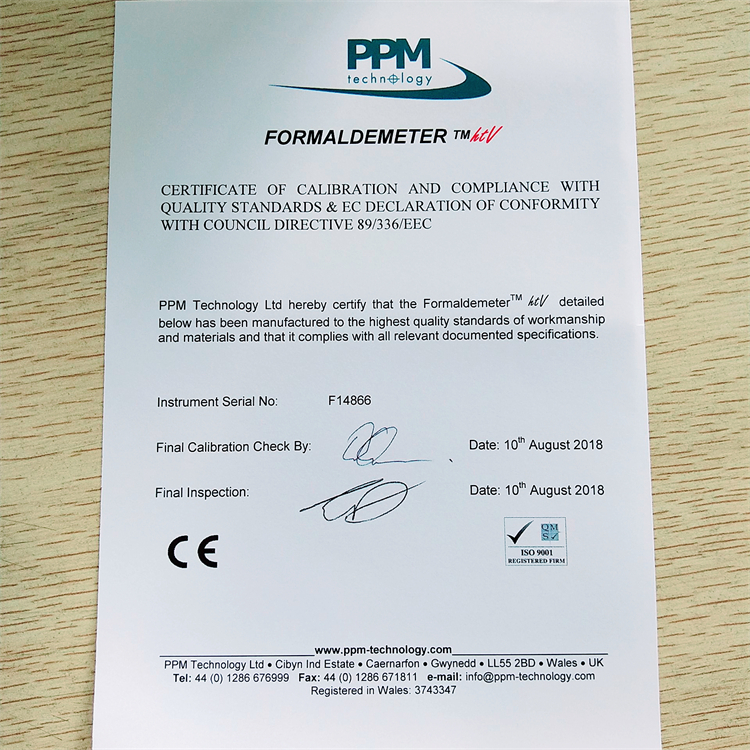 PPM
technology
FORMALDEMETER ™ htV
CERTIFICATE OF CALIBRATION AND COMPLIANCE WITH
QUALITY STANDARDS & EC DECLARATION OF CONFORMITY
WITH COUNCIL DIRECTIVE 89/336/EEC
PPM Technology Ltd hereby certify that the Formaldemeter™ htV detailed
below has been manufactured to the highest quality standards of workmanship
and materials and that it complies with all relevant documented specifications.
Instrument Serial No: F14866
Final Calibration Check By: Date: 10th August 2018
Final Inspection: Date: 10th August 2018
CE
QM
S
ISO 9001
REGISTERED FIRM
www.ppm-technology.com
PPM Technology Ltd • Cibyn Ind Estate • Caernarfon • Gwynedd • LL55 2BD • Wales • UK
Tel: 44 (0) 1286 676999 Fax: 44 (0) 1286 671811 e-mail: info@ppm-technology.com
Registered in Wales: 3743347